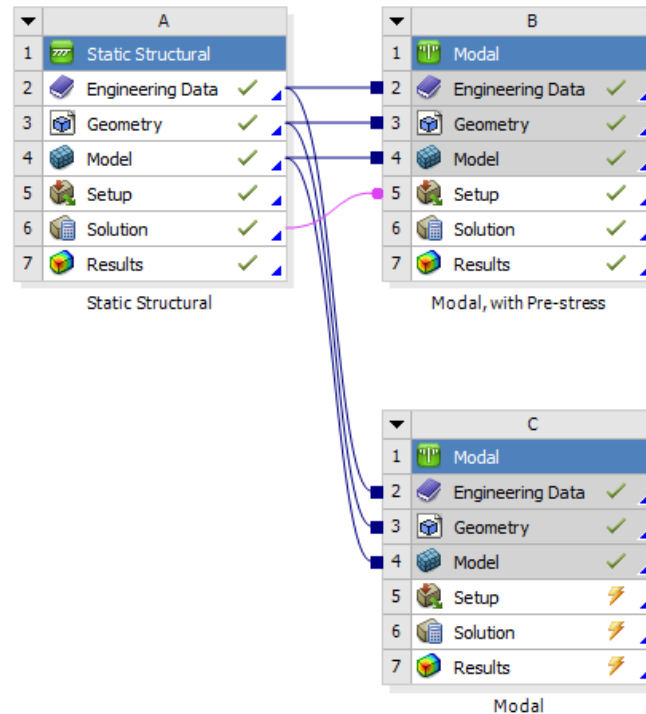 A
1 Static Structural
2 Engineering Data
3 Geometry
4 Model
5 Setup
6 Solution
7 Results
Static Structural
B
1 Modal
2 Engineering Data
3 Geometry
4 Model
5 Setup
6 Solution
7 Results
Modal, with Pre-stress
C
1 Modal
2 Engineering Data
3 Geometry
4 Model
5 Setup
6 Solution
7 Results
Modal